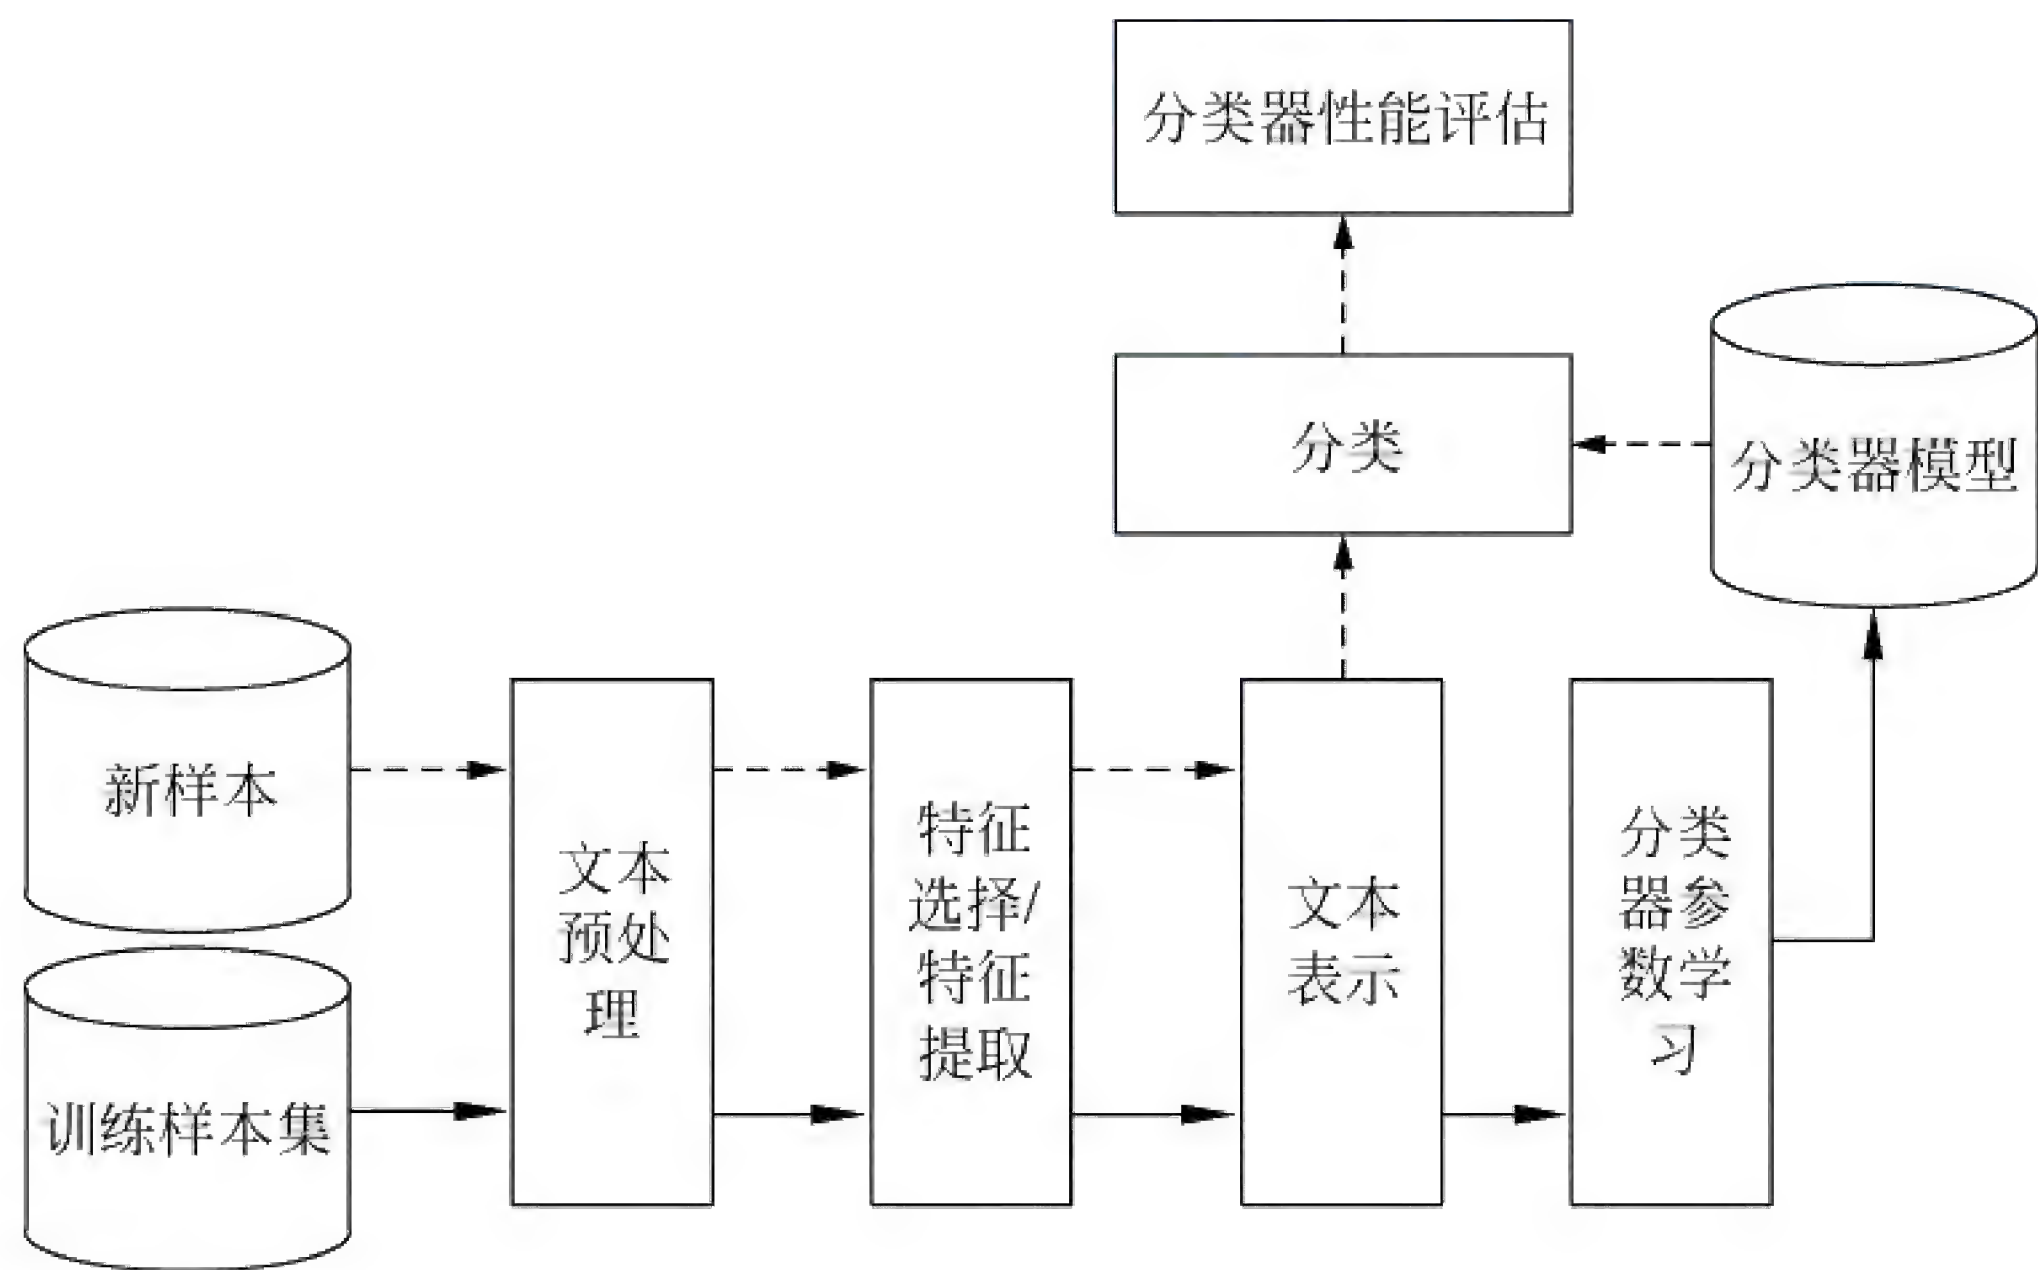 分类器性能评估
分类
分类器模型
新样本
训练样本集
文本
预处
理
特征
选择/
特征
提取
文本
表示
分类
器参
数学
习